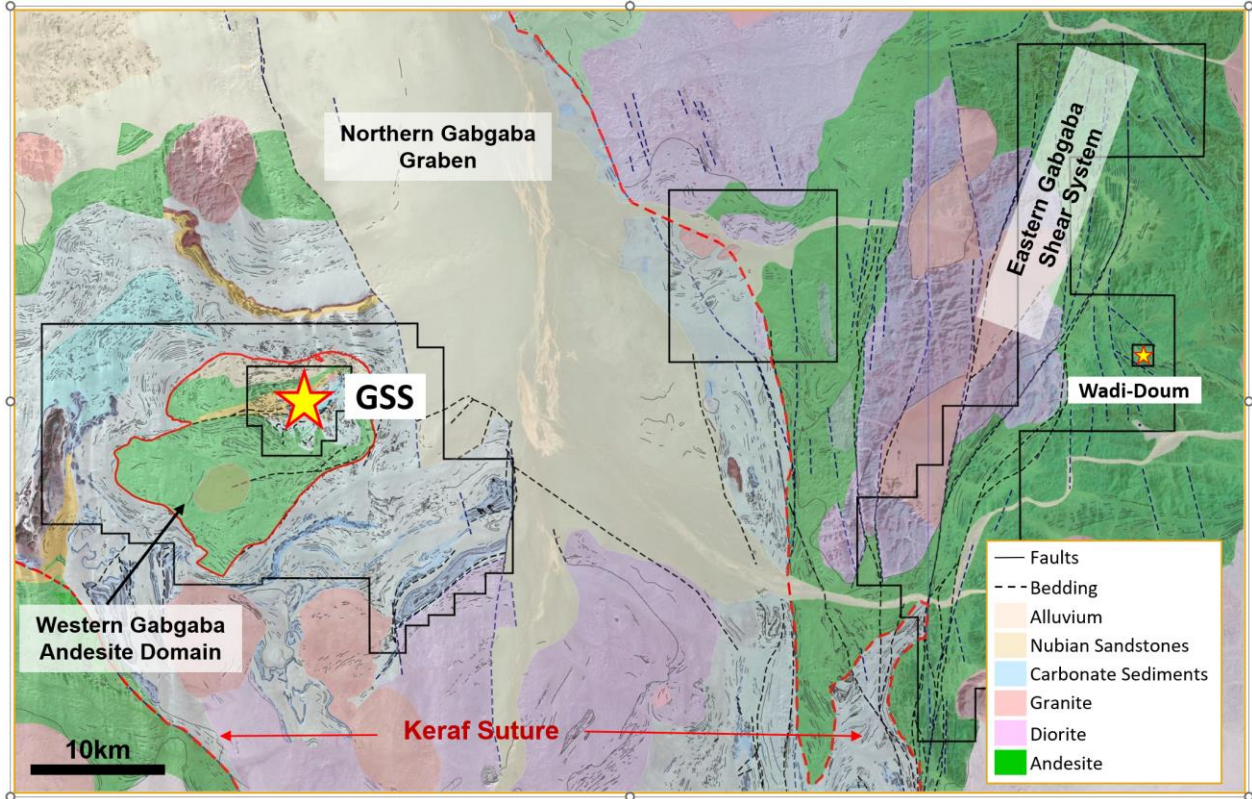 Northern Gabgaba
Graben
Eastern Gabgaba
Shear System
GSS
Wadi-Doum
Western Gabgaba
Andesite Domain
Keraf Suture
10km
Faults
Bedding
Alluvium
Nubian Sandstones
Carbonate Sediments
Granite
Diorite
Andesite